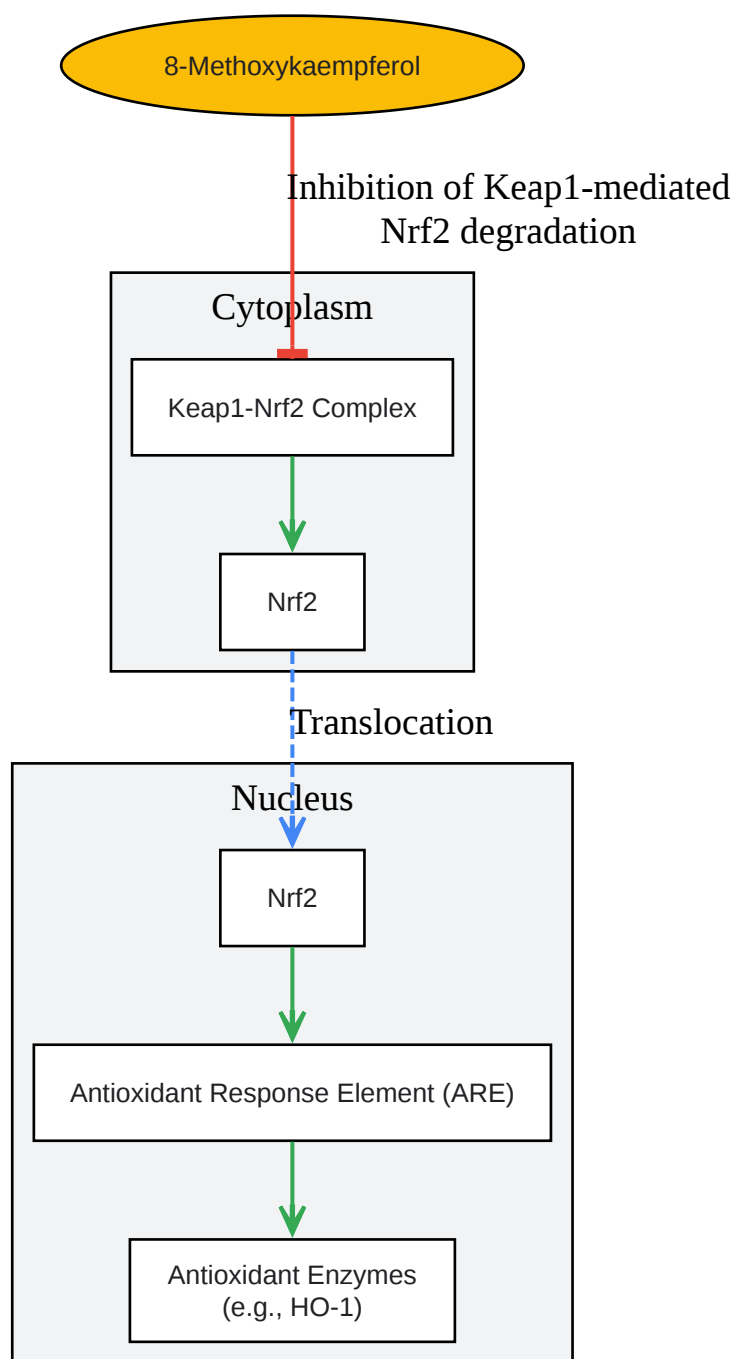 8-Methoxykaempferol
Inhibition of Keap1-mediated
Nrf2 degradation
Cytoplasm
Keap1-Nrf2 Complex
Nrf2
Translocation
Nucleus
Nrf2
Antioxidant Response Element (ARE)
Antioxidant Enzymes
(e.g., HO-1)